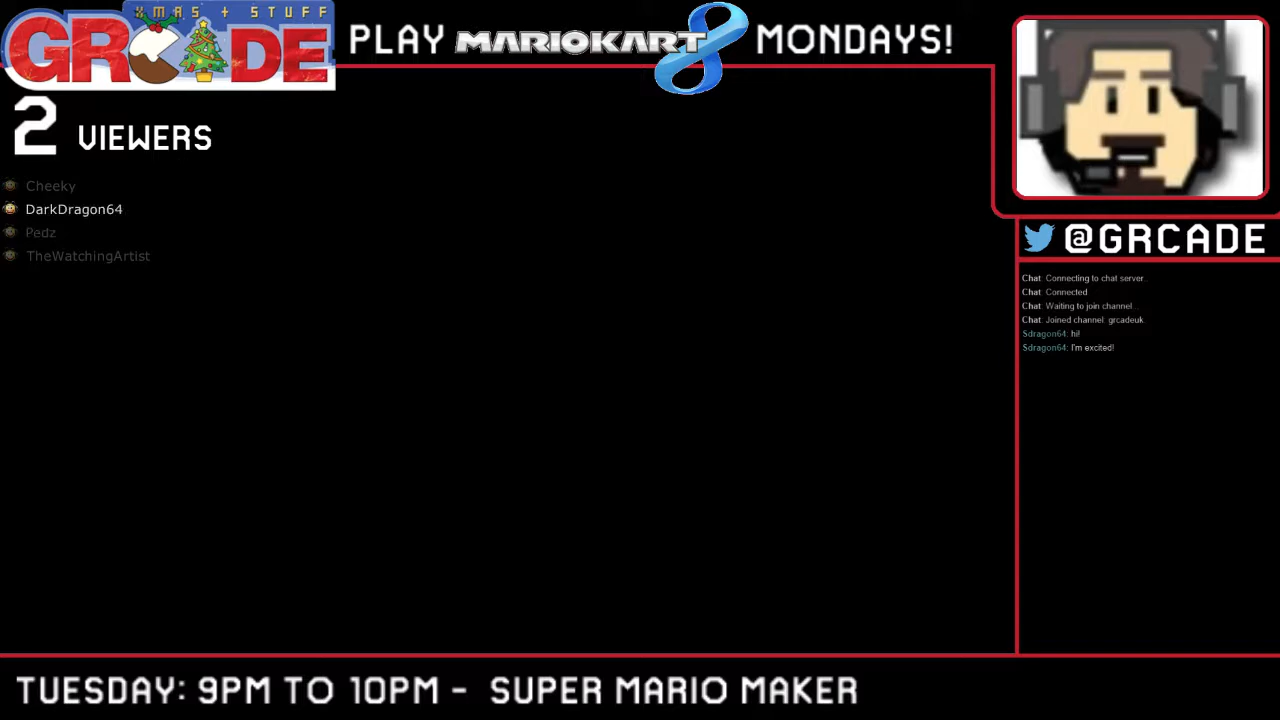 XMAS + STUFF
GRCADE
PLAY MARIOKART 8 MONDAYS!
2 VIEWERS
Cheeky
DarkDragon64
Pedz
TheWatchingArtist
@GRCADE
Chat: Connecting to chat server..
Chat: Connected
Chat: Waiting to join channel...
Chat: Joined channel: grcadeuk.
Sdragon64: hi!
Sdragon64: I'm excited!
TUESDAY: 9PM TO 10PM - SUPER MARIO MAKER